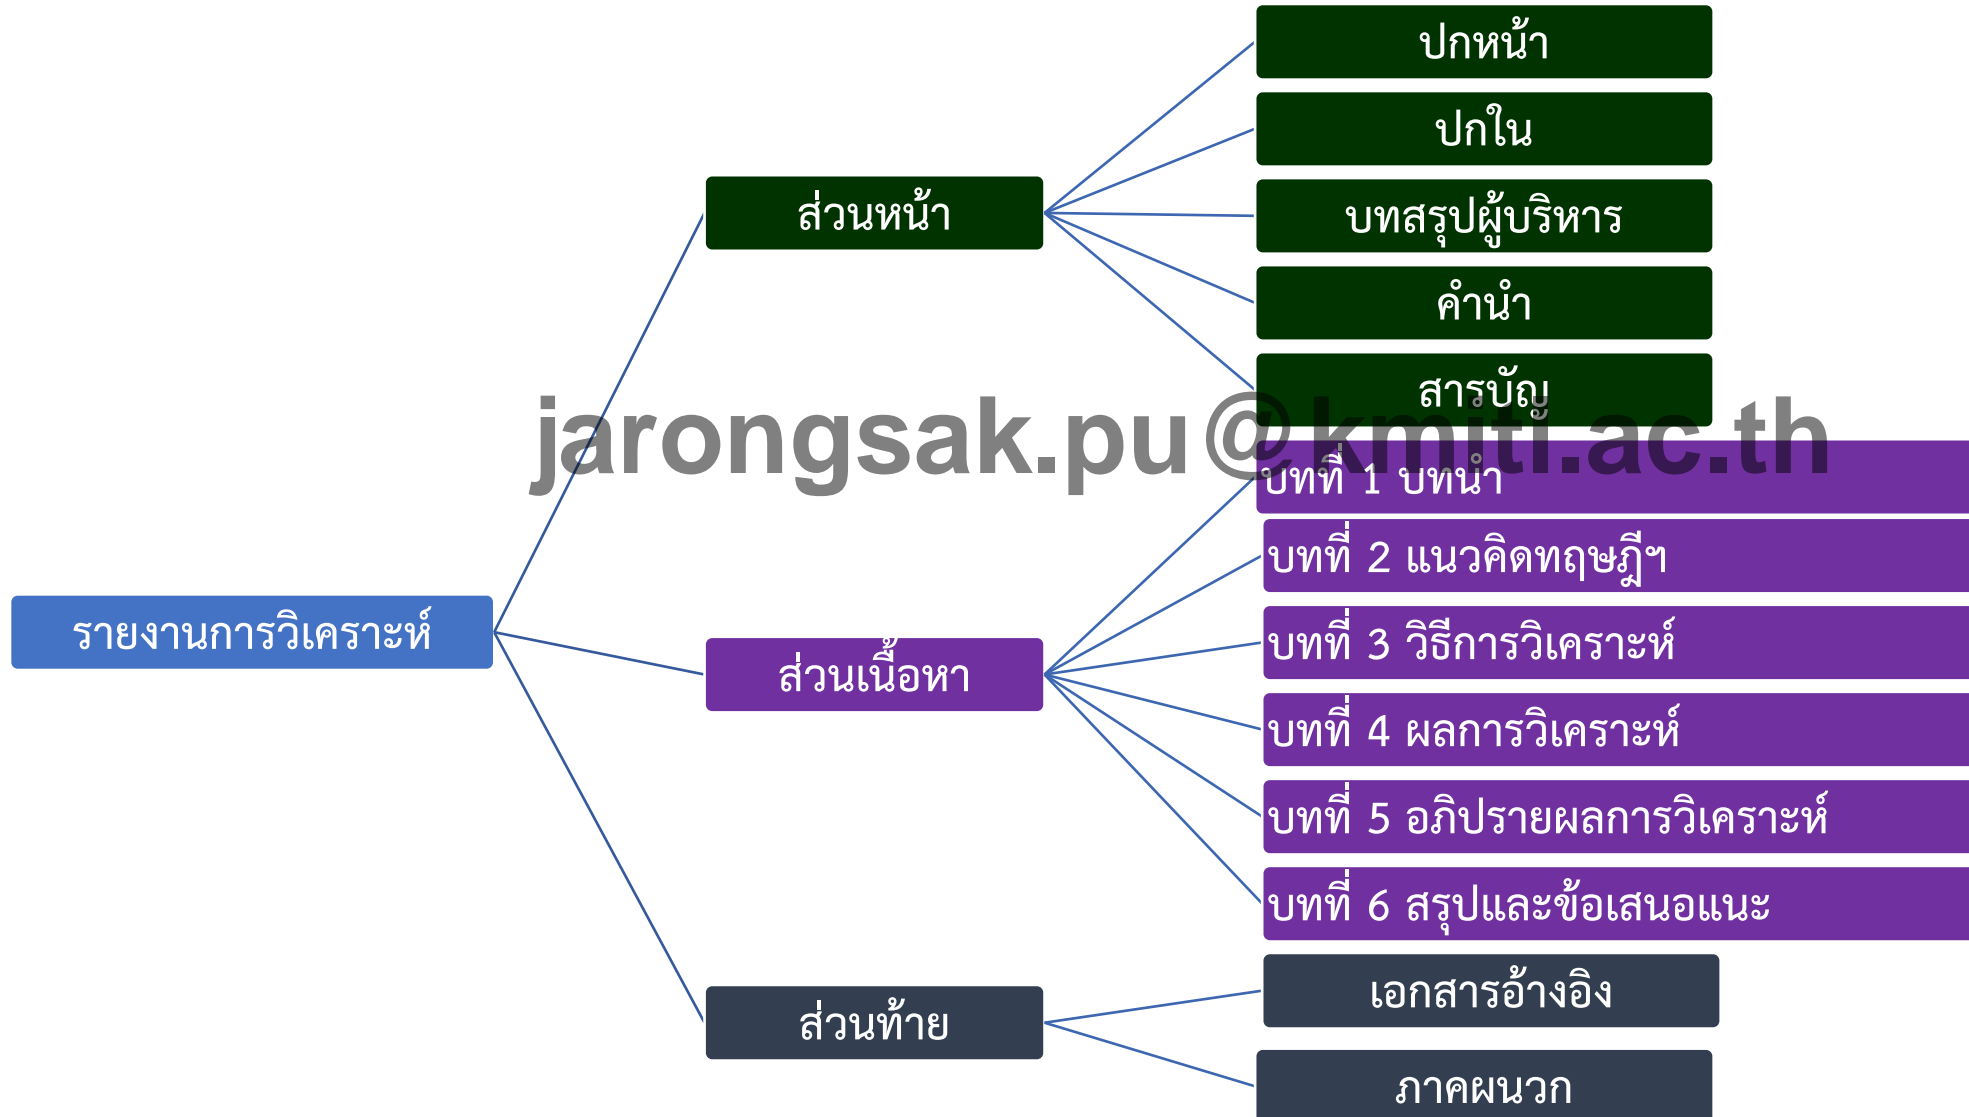 ปกหน้า
ปกใน
ส่วนหน้า
บทสรุปผู้บริหาร
คำนำ
สารบัญ
jarongsak.pu@kmitl.ac.th
บทที่ 1 บทนำ
บทที่ 2 แนวคิดทฤษฎีฯ
รายงานการวิเคราะห์
ส่วนเนื้อหา
บทที่ 3 วิธีการวิเคราะห์
บทที่ 4 ผลการวิเคราะห์
บทที่ 5 อภิปรายผลการวิเคราะห์
บทที่ 6 สรุปและข้อเสนอแนะ
ส่วนท้าย
เอกสารอ้างอิง
ภาคผนวก